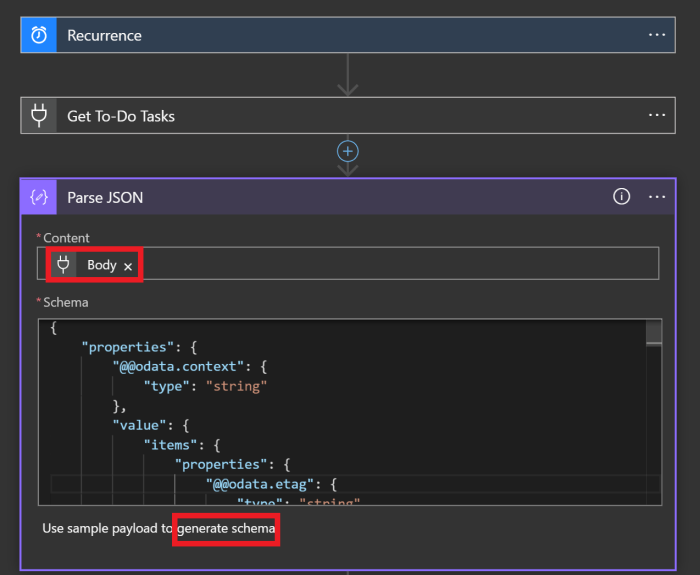 Recurrence
Get To-Do Tasks
Parse JSON
*Content
Body ×
*Schema
{
"properties": {
"@@odata.context": {
"type": "string"
},
"value": {
"items": {
"properties": {
"@@odata.etag": {
"type": "string"
Use sample payload to generate schema